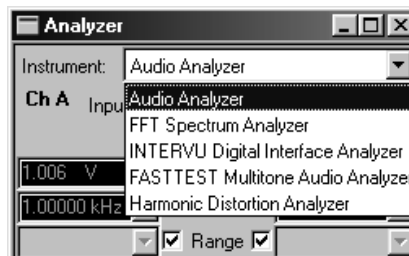 Analyzer
Instrument: Audio Analyzer
Ch A
Audio Analyzer
FFT Spectrum Analyzer
INTERVU Digital Interface Analyzer
1.006 V
FASTTEST Multitone Audio Analyzer
1.00000 kHz
Harmonic Distortion Analyzer
Range